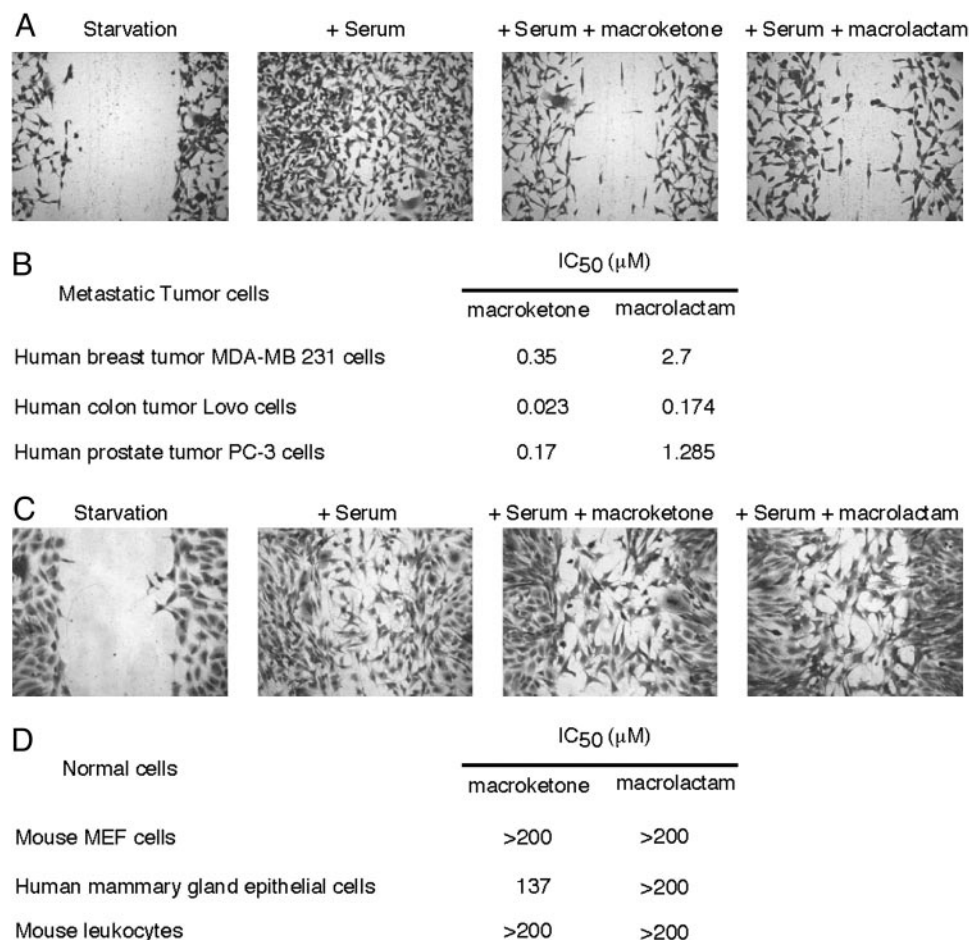 A
Starvation + Serum + Serum + macroketone + Serum + macrolactam
B
IC50 (μM)
Metastatic Tumor cells
macroketone macrolactam
Human breast tumor MDA-MB 231 cells 0.35 2.7
Human colon tumor Lovo cells 0.023 0.174
Human prostate tumor PC-3 cells 0.17 1.285
C
Starvation + Serum + Serum + macroketone + Serum + macrolactam
D
IC50 (μM)
Normal cells
macroketone macrolactam
Mouse MEF cells >200 >200
Human mammary gland epithelial cells 137 >200
Mouse leukocytes >200 >200